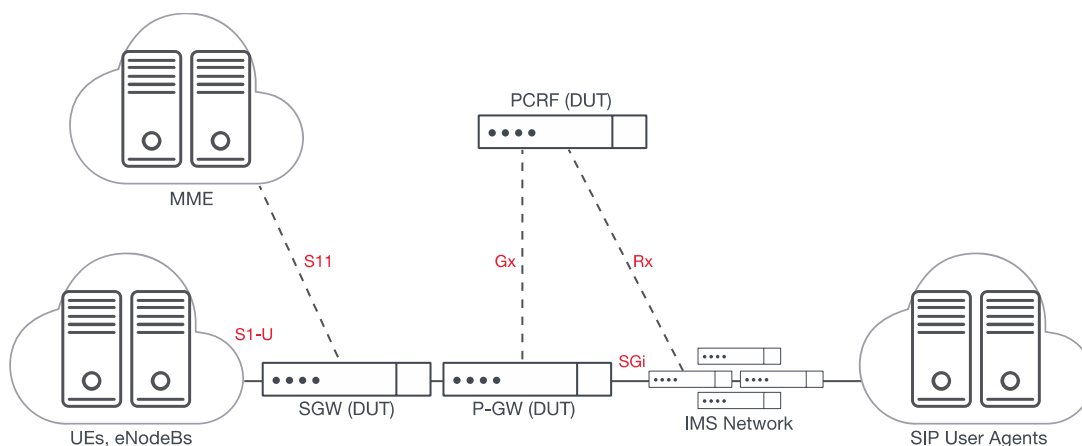 PCRF (DUT)
MME
S11
Gx
Rx
S1-U
SGi
SGW (DUT)
P-GW (DUT)
IMS Network
UEs, eNodeBs
SIP User Agents